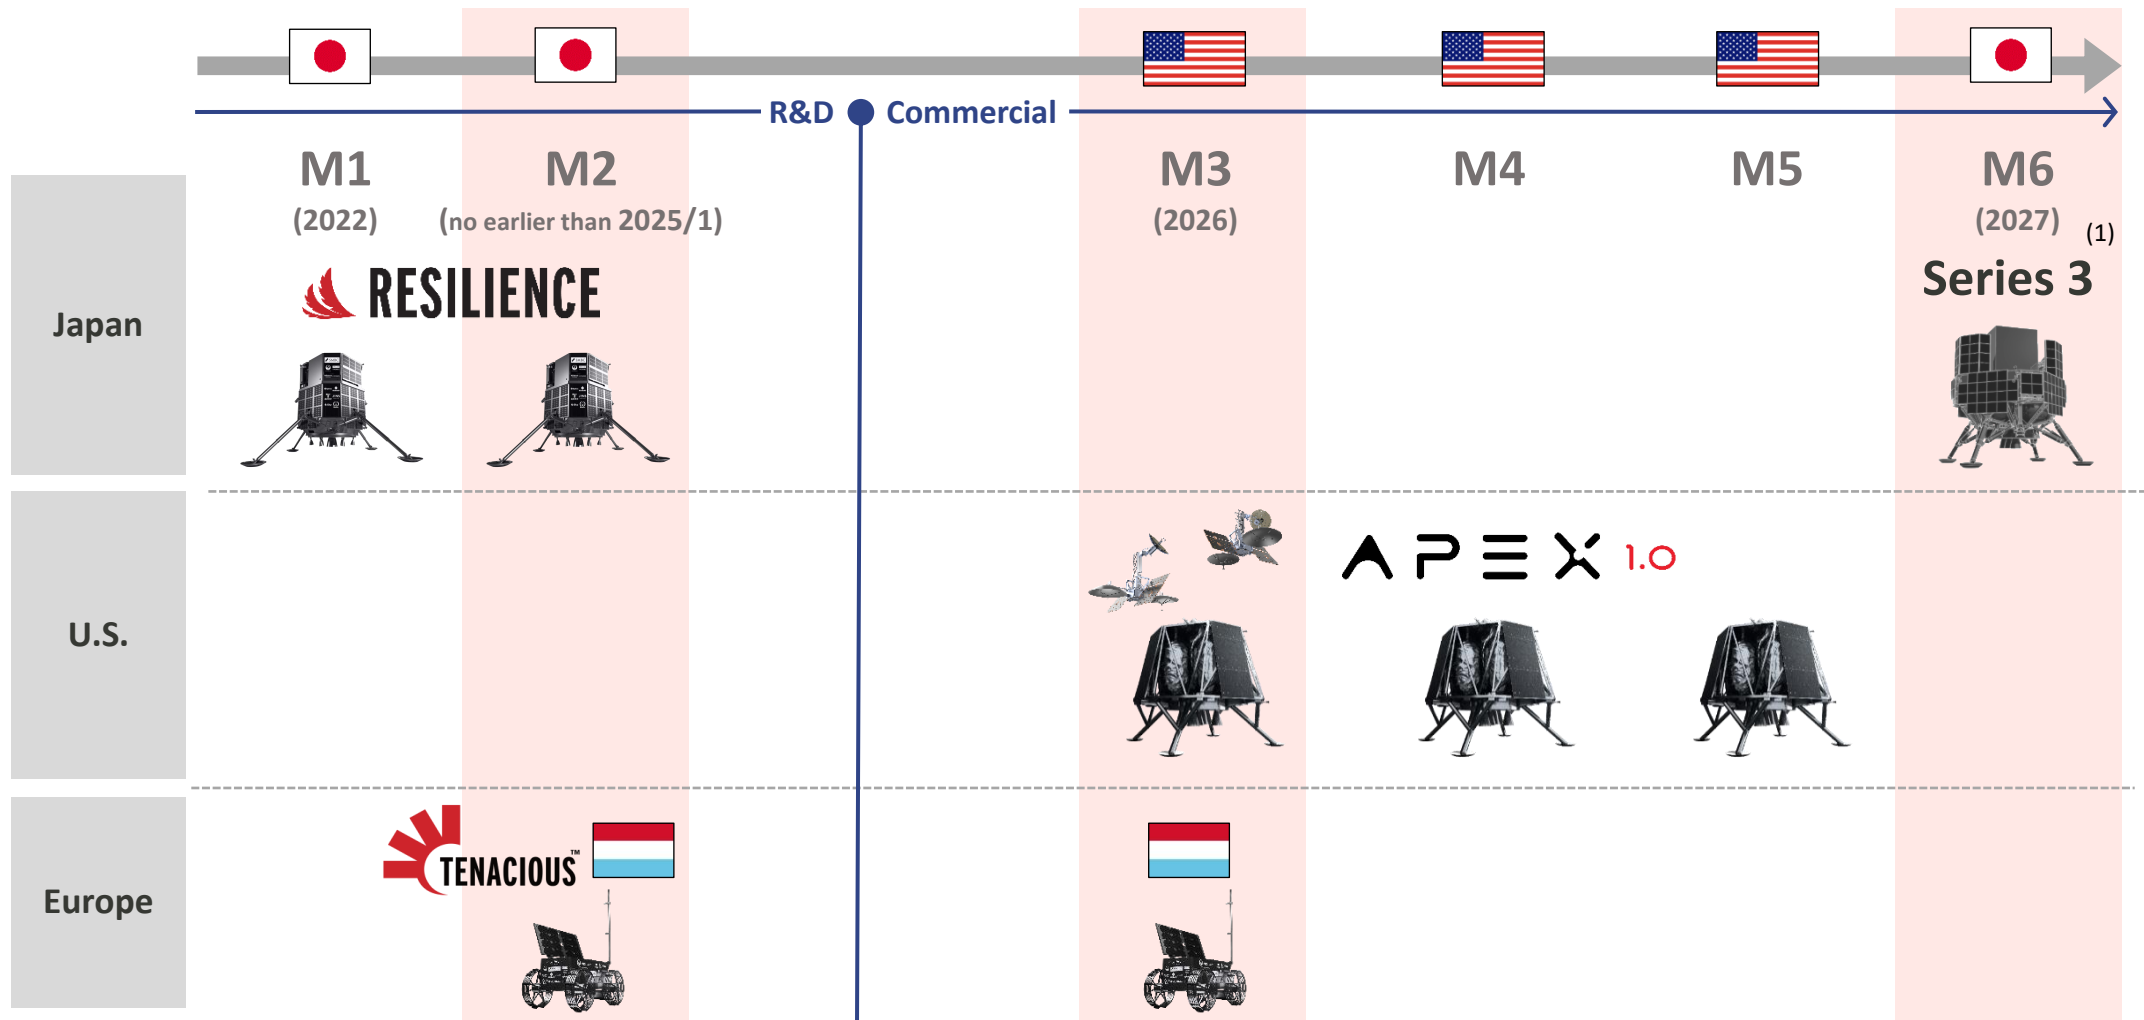 R&D Commercial
M1 M2 M3 M4 M5 M6
(2022) (no earlier than 2025/1) (2026) (2027) (1)
Japan
RESILIENCE
Series 3
U.S.
APEX 1.0
Europe
TENACIOUS™